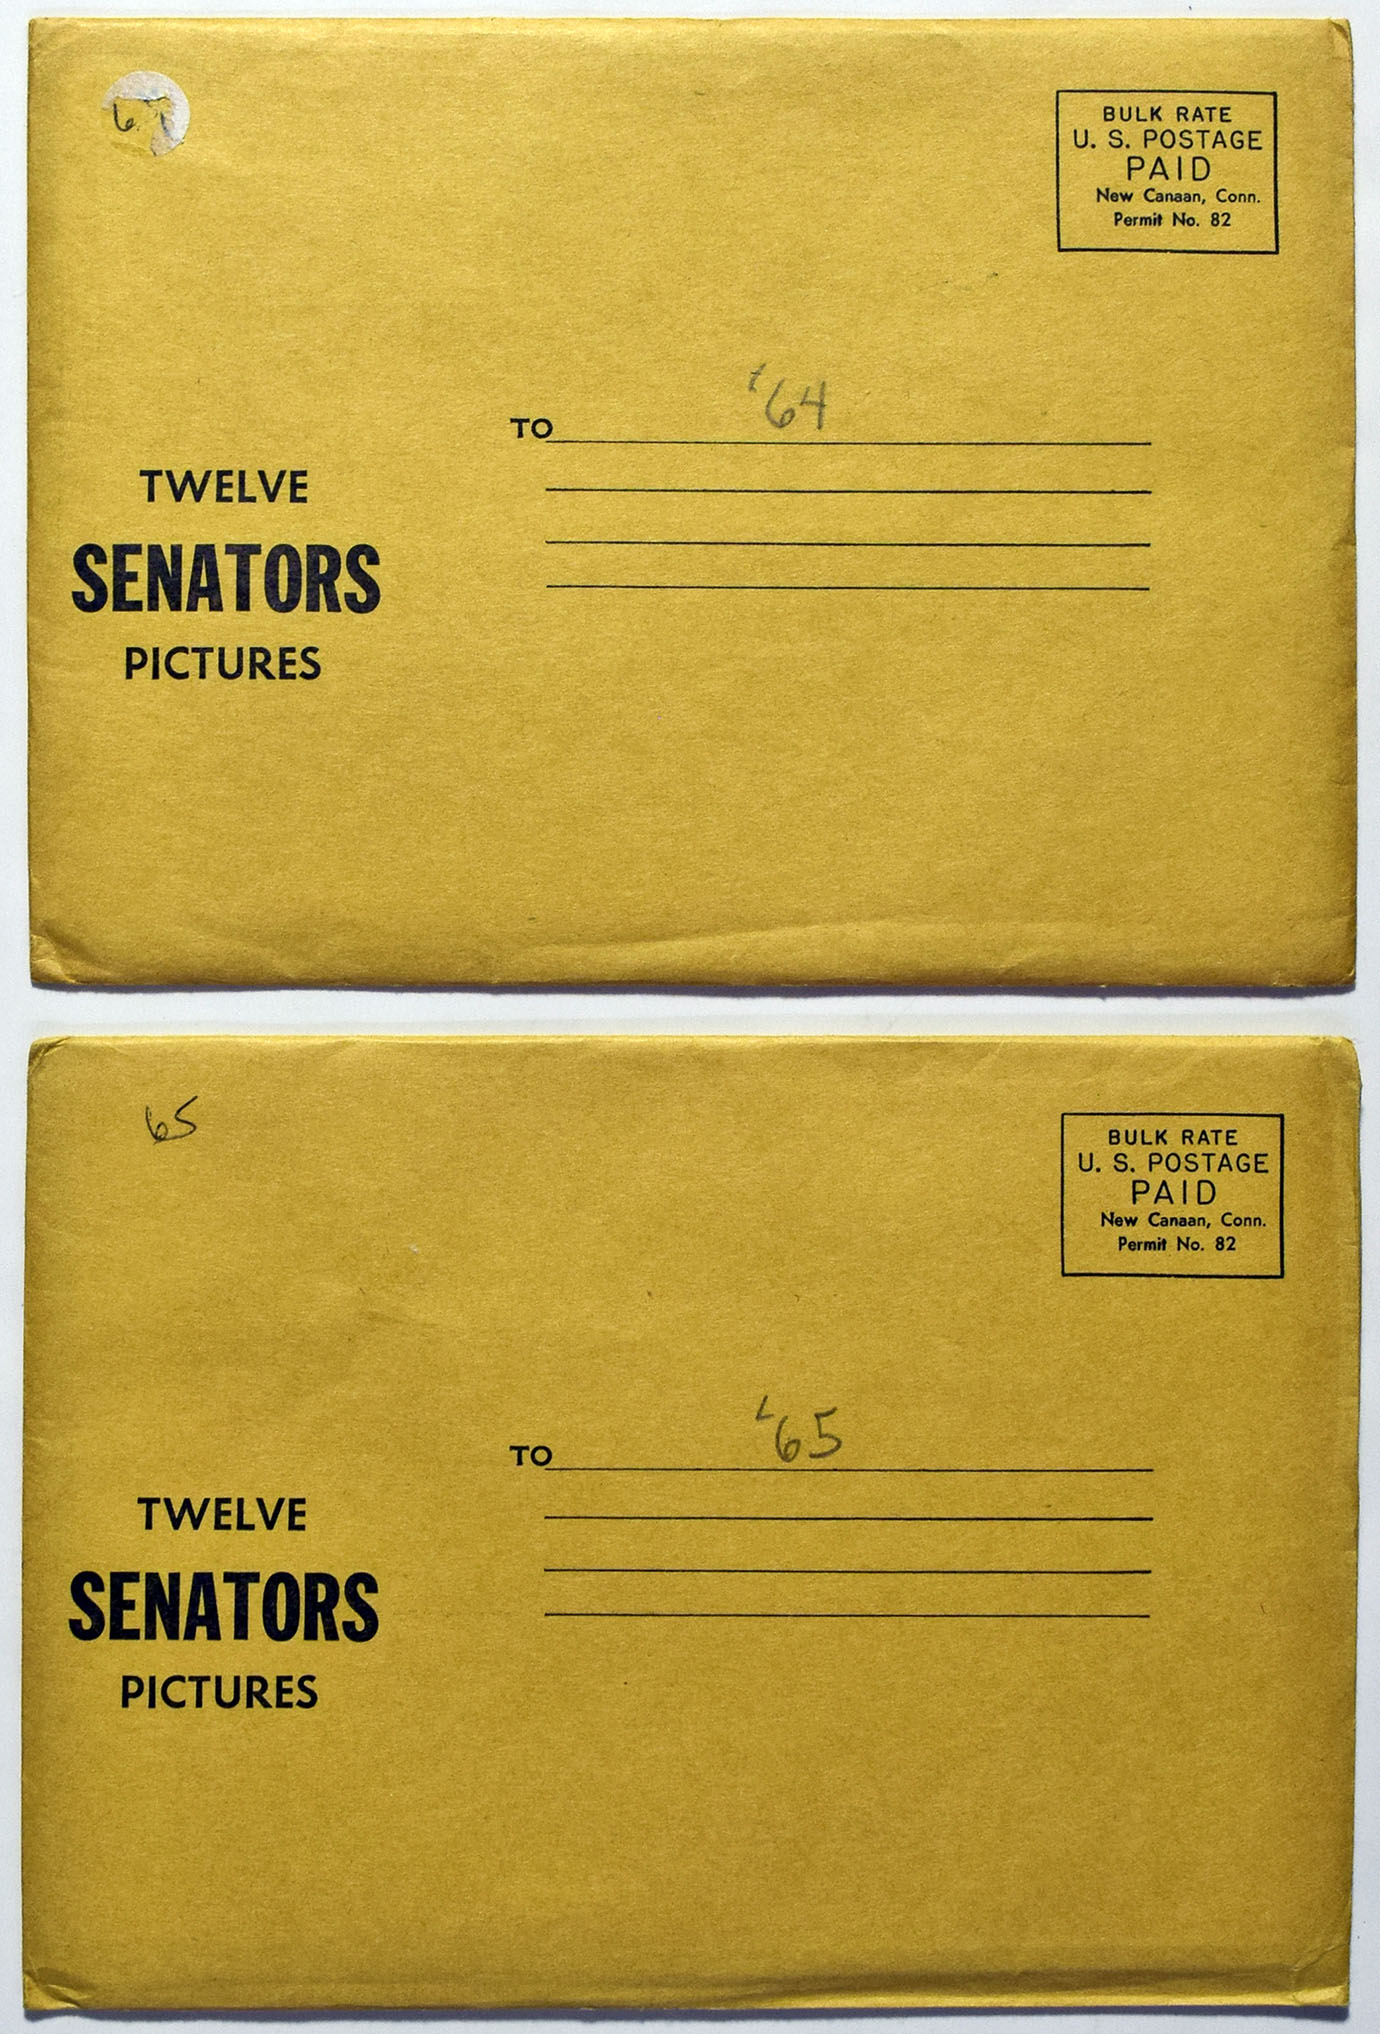 BULK RATE
U. S. POSTAGE
PAID
New Canaan, Conn.
Permit No. 82
'64
TO
TWELVE
SENATORS
PICTURES
65
BULK RATE
U. S. POSTAGE
PAID
New Canaan, Conn.
Permit No. 82
'65
TO
TWELVE
SENATORS
PICTURES